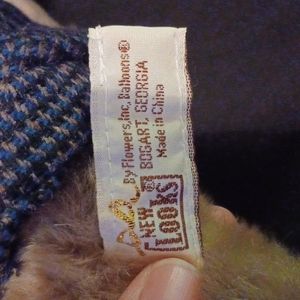 By Flowers, Inc, Balloons®
BOGART, GEORGIA
Made in China
NEW®
LOOKS